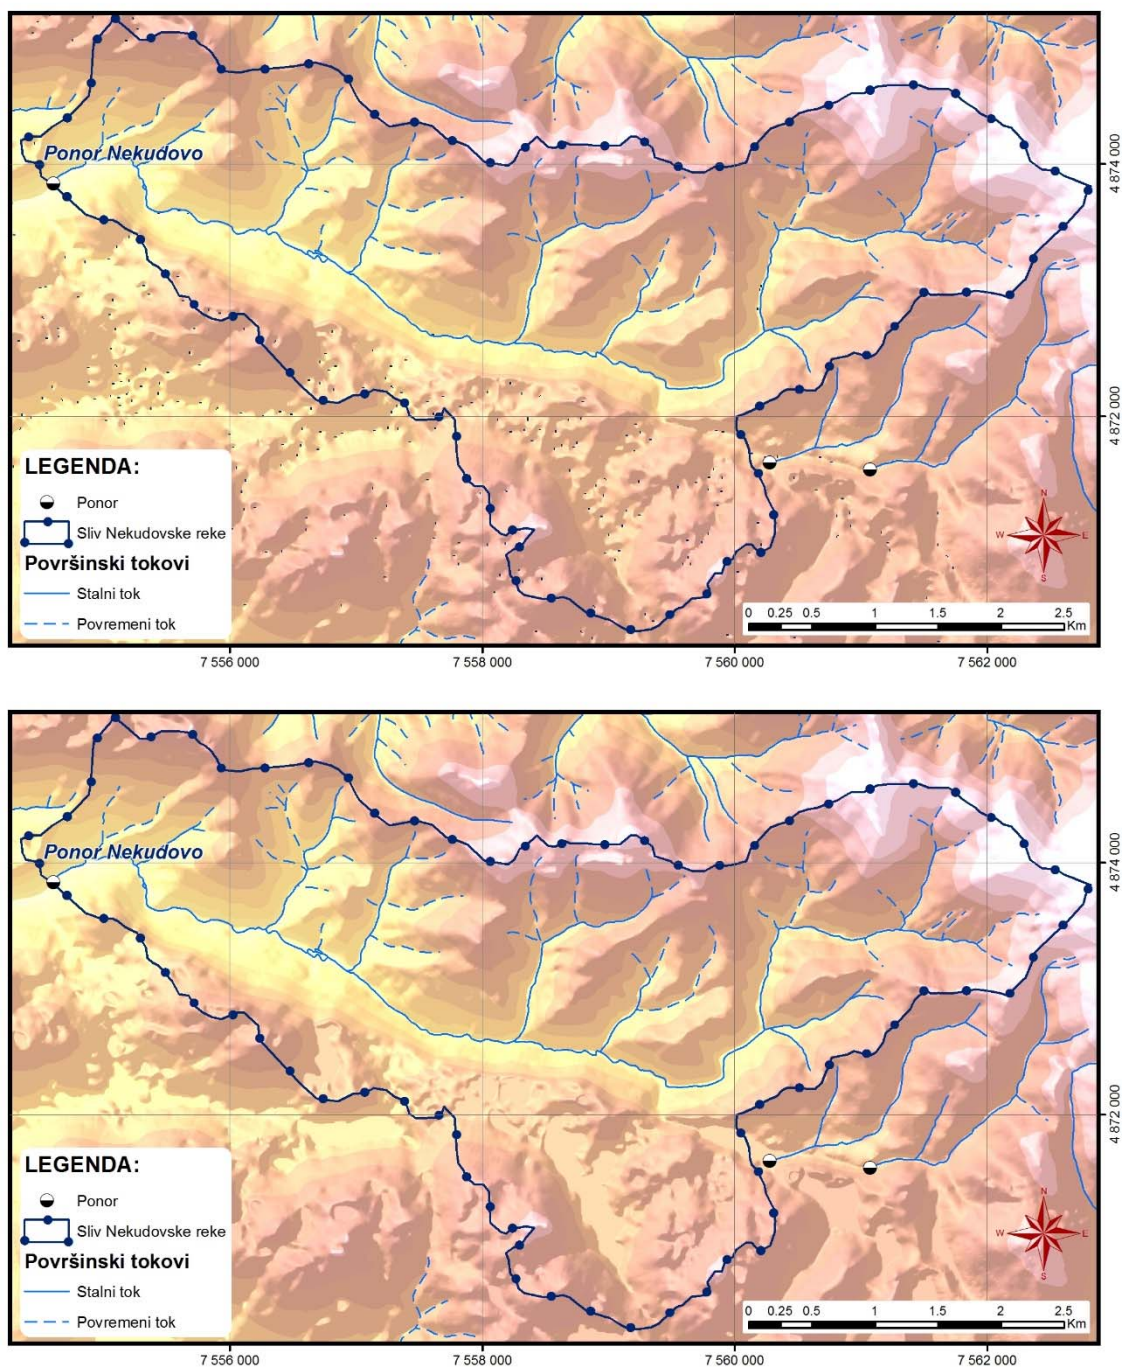 Ponor Nekudovo
4 874 000
4 872 000
LEGENDA:
Ponor
Sliv Nekudovske reke
Površinski tokovi
Stalni tok
Povremeni tok
N
W E
S
0 0.25 0.5 1 1.5 2 2.5
Km
7 556 000 7 558 000 7 560 000 7 562 000
Ponor Nekudovo
4 874 000
4 872 000
LEGENDA:
Ponor
Sliv Nekudovske reke
Površinski tokovi
Stalni tok
Povremeni tok
N
W E
S
0 0.25 0.5 1 1.5 2 2.5
Km
7 556 000 7 558 000 7 560 000 7 562 000